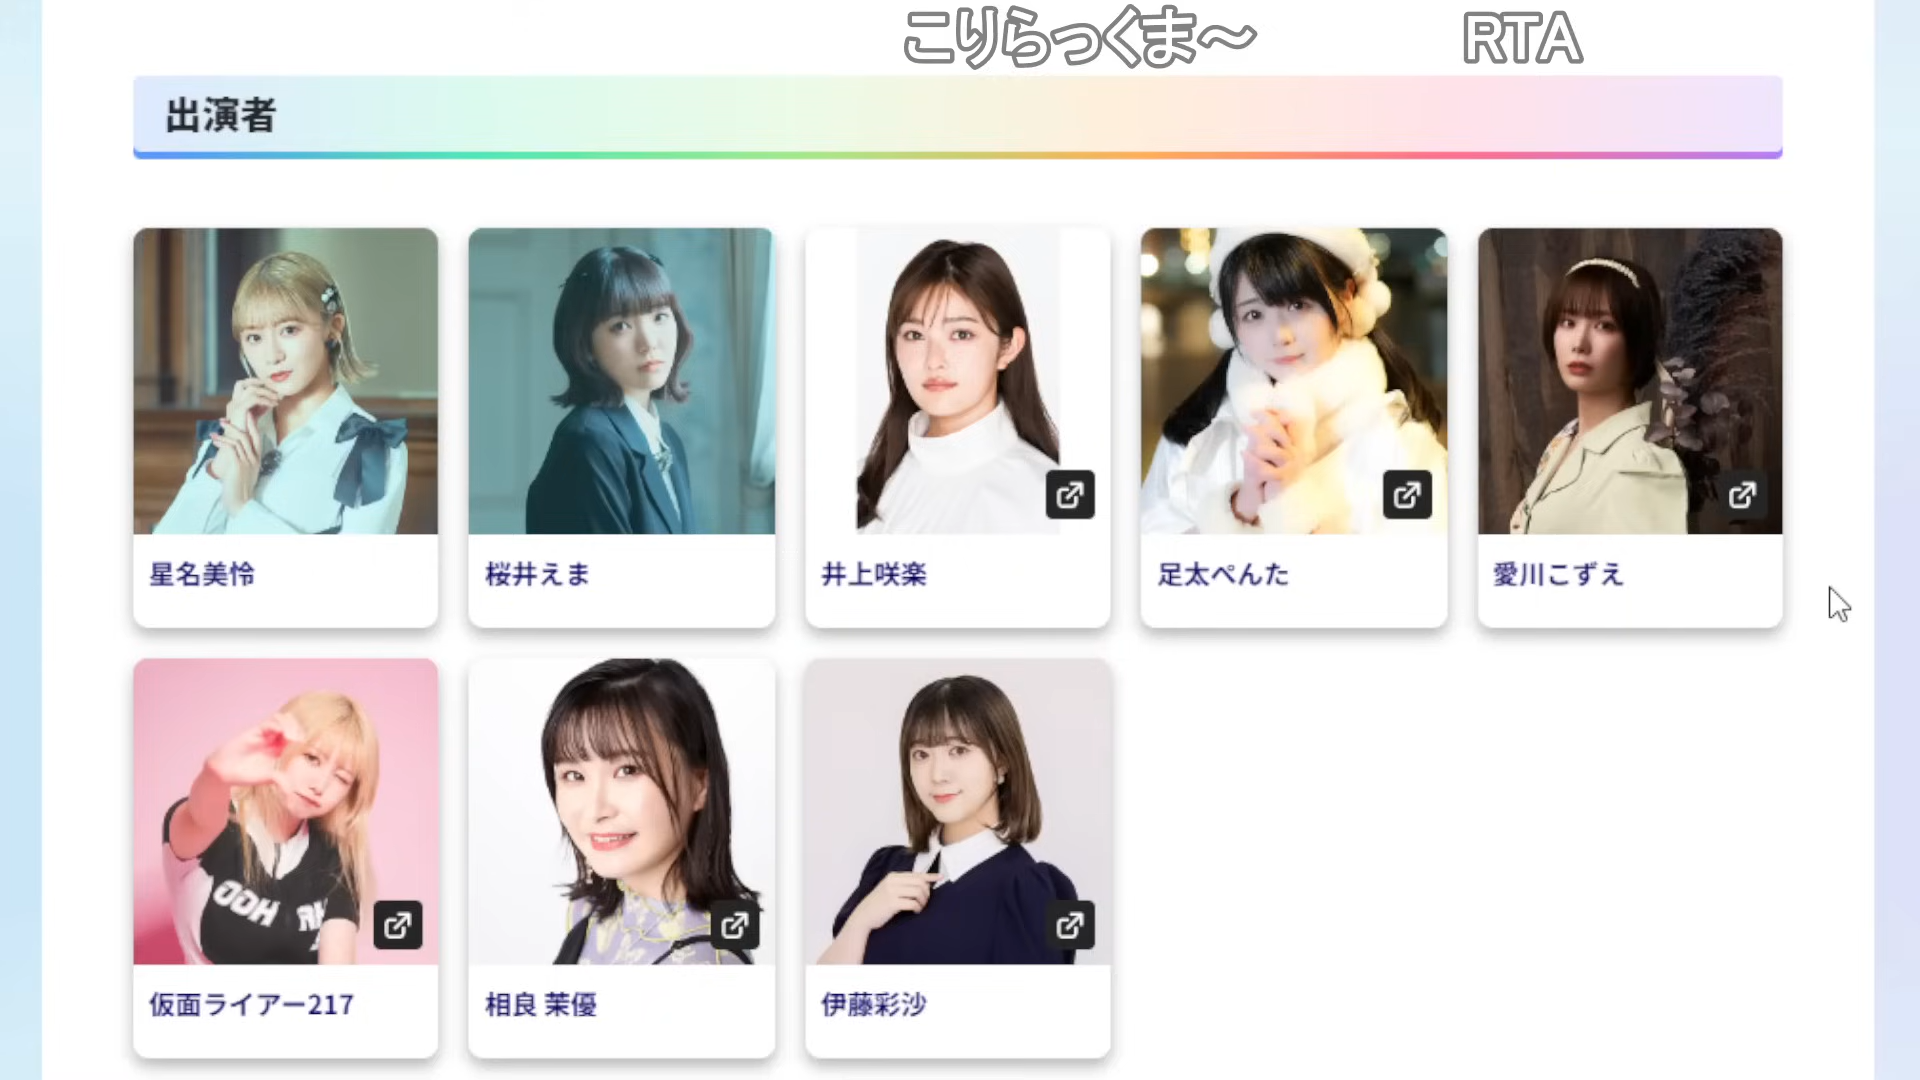 こりらっくま～ RTA
出演者
星名美怜
桜井えま
井上咲楽
足太ぺんた
愛川こずえ
OOH
仮面ライアー217
相良 茉優
伊藤彩沙